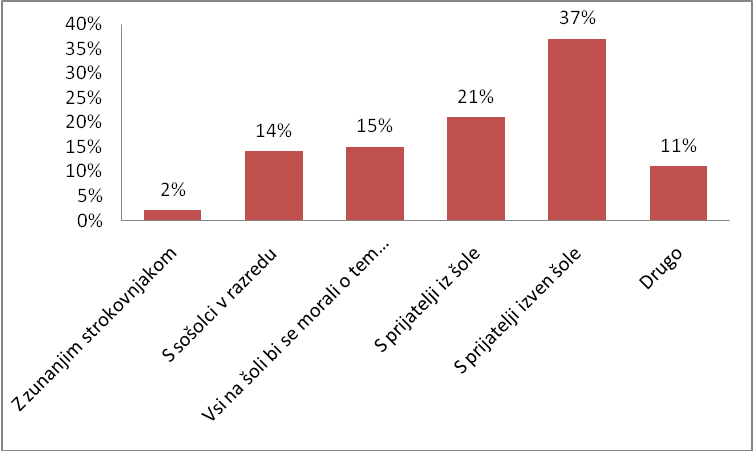 40%
35%
30%
25%
20%
15%
10%
5%
0%
2%
14%
15%
21%
37%
11%
Z zunanjim strokovnjakom
S sošolci v razredu
Vsi na šoli bi se morali o tem...
S prijatelji iz šole
S prijatelji izven šole
Drugo